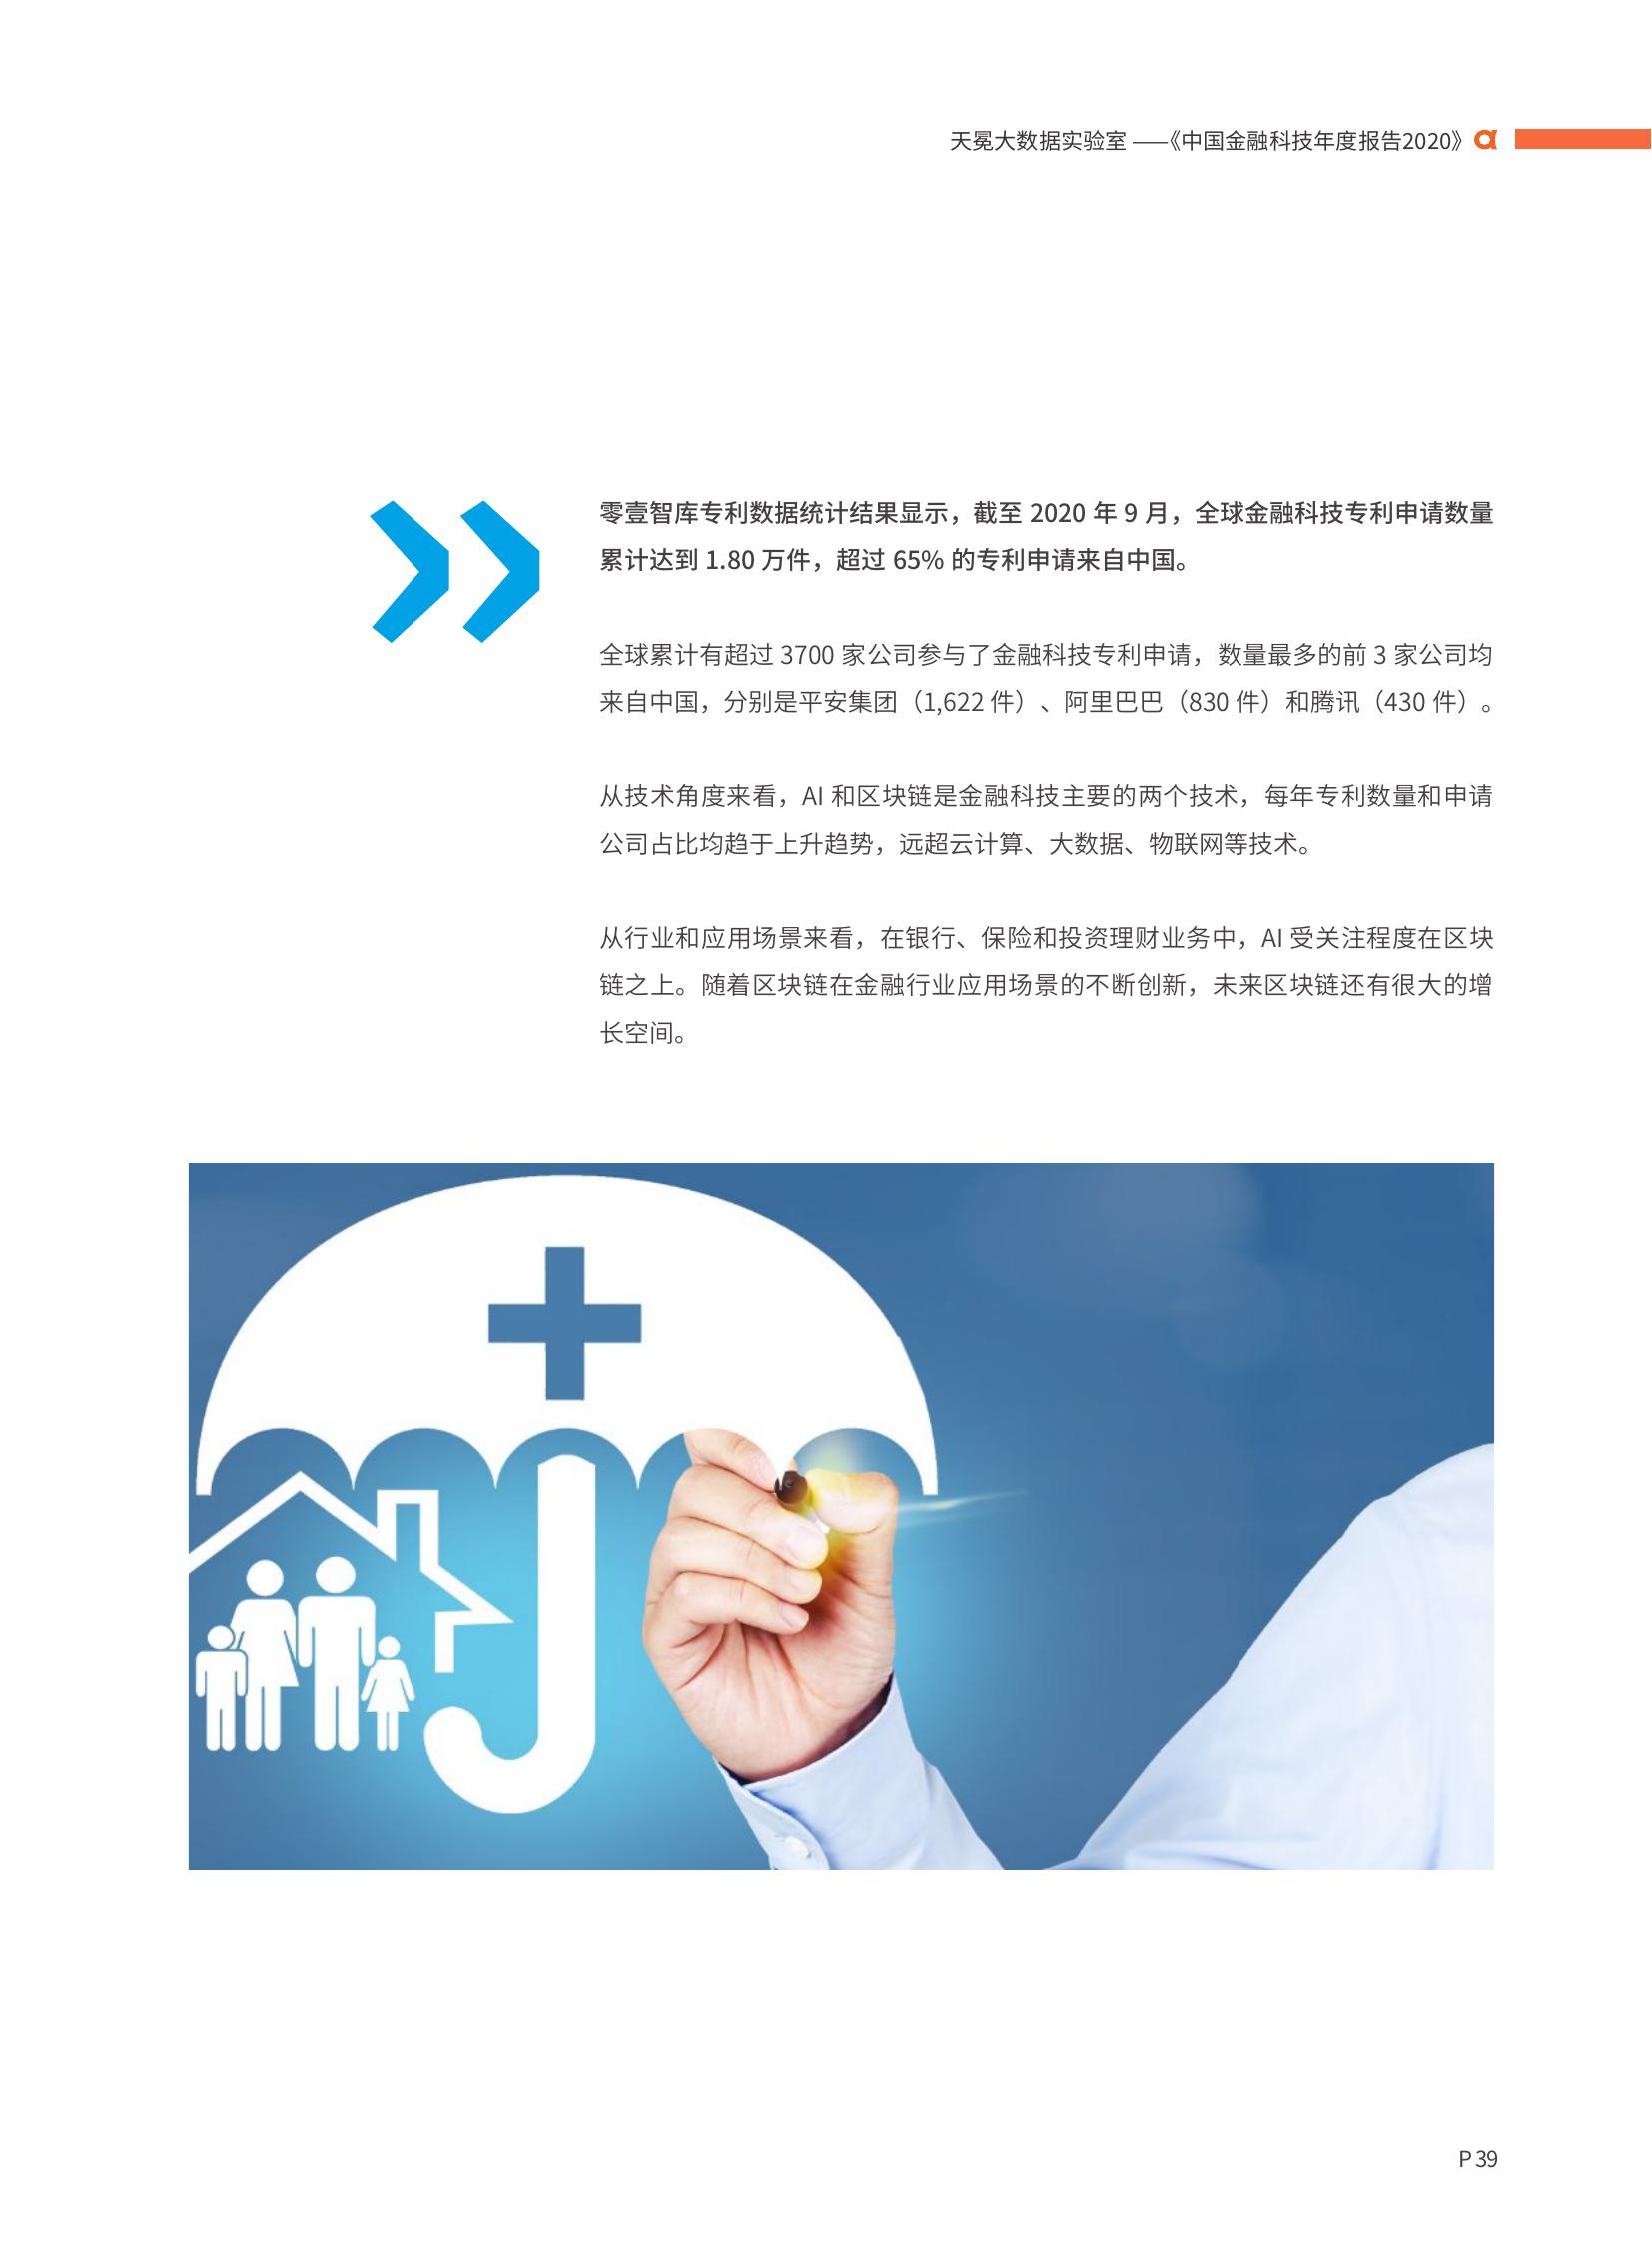 天冕大数据实验室 ——《中国金融科技年度报告2020》
零壹智库专利数据统计结果显示，截至 2020 年 9 月，全球金融科技专利申请数量
累计达到 1.80 万件，超过 65% 的专利申请来自中国。
全球累计有超过 3700 家公司参与了金融科技专利申请，数量最多的前 3 家公司均
来自中国，分别是平安集团（1,622 件）、阿里巴巴（830 件）和腾讯（430 件）。
从技术角度来看，AI 和区块链是金融科技主要的两个技术，每年专利数量和申请
公司占比均趋于上升趋势，远超云计算、大数据、物联网等技术。
从行业和应用场景来看，在银行、保险和投资理财业务中，AI 受关注程度在区块
链之上。随着区块链在金融行业应用场景的不断创新，未来区块链还有很大的增
长空间。
P 39